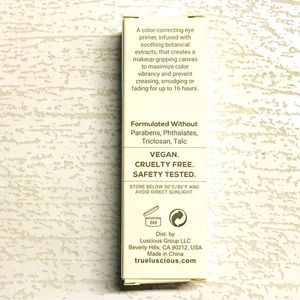 A color-correcting eye
primer, infused with
soothing botanical
extracts, that creates a
makeup-gripping canvas
to maximize color
vibrancy and prevent
creasing, smudging or
fading for up to 16 hours.
Formulated Without
Parabens, Phthalates,
Triclosan, Talc
VEGAN.
CRUELTY FREE.
SAFETY TESTED.
STORE BELOW 30°C/86°F AND
AVOID DIRECT SUNLIGHT.
6M
Dist. by
Luscious Group LLC
Beverly Hills, CA 90212, USA
Made in China
trueluscious.com